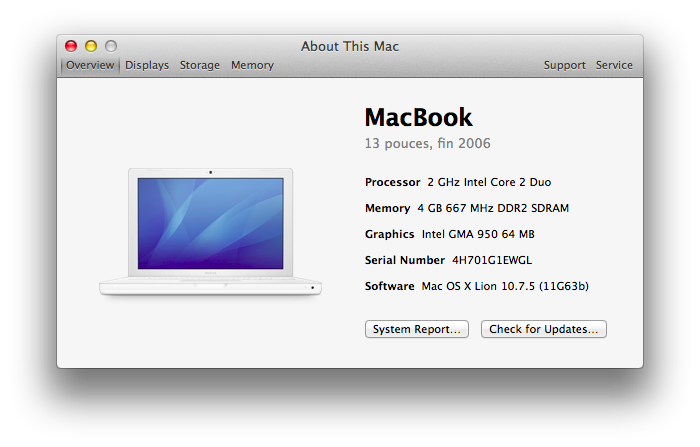 About This Mac
Overview Displays Storage Memory Support Service
MacBook
13 pouces, fin 2006
Processor 2 GHz Intel Core 2 Duo
Memory 4 GB 667 MHz DDR2 SDRAM
Graphics Intel GMA 950 64 MB
Serial Number 4H701G1EWGL
Software Mac OS X Lion 10.7.5 (11G63b)
System Report... Check for Updates...